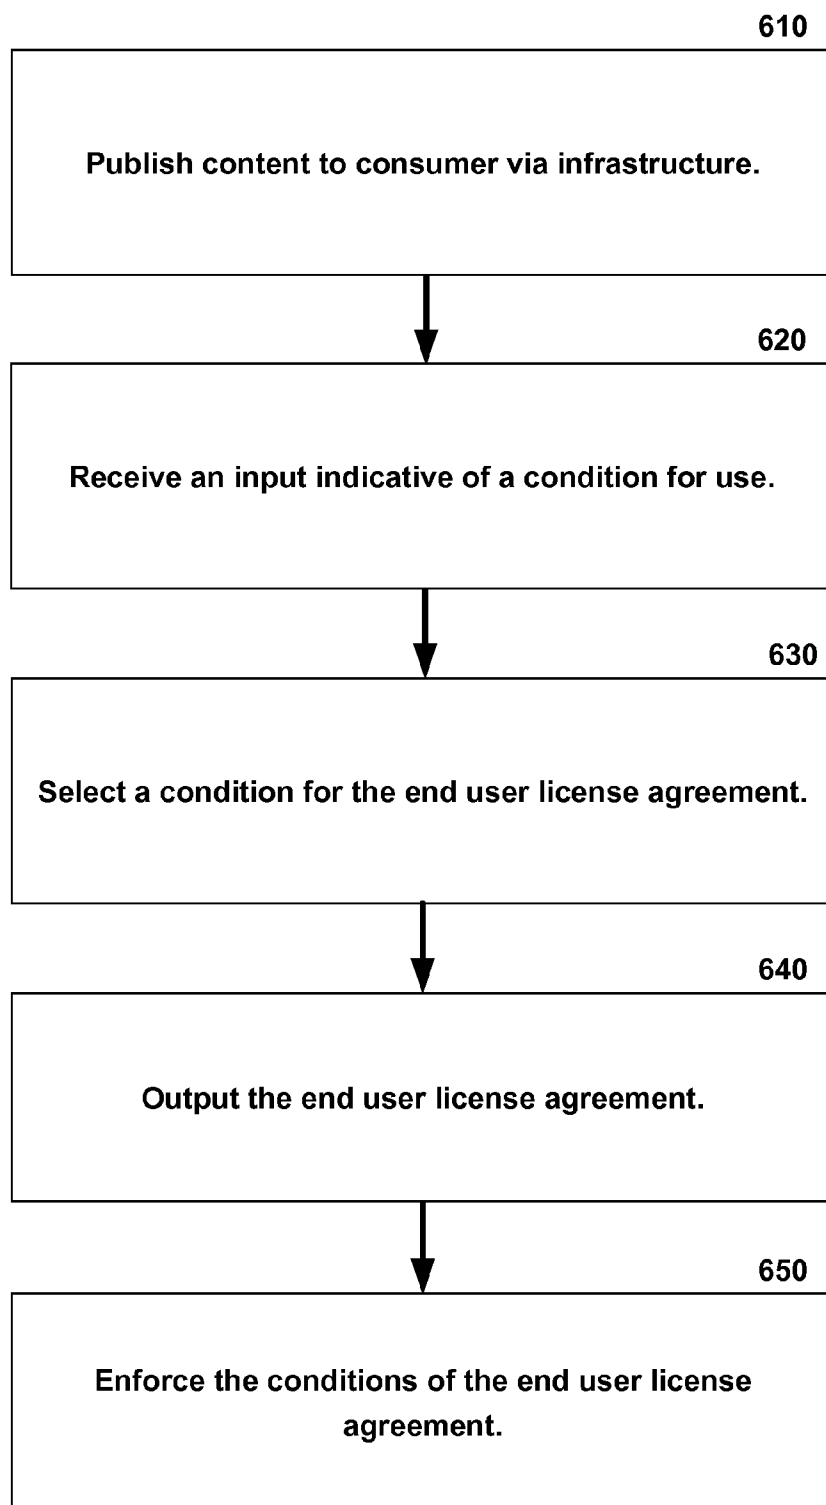 610
Publish content to consumer via infrastructure.
620
Receive an input indicative of a condition for use.
630
Select a condition for the end user license agreement.
640
Output the end user license agreement.
650
Enforce the conditions of the end user license
agreement.